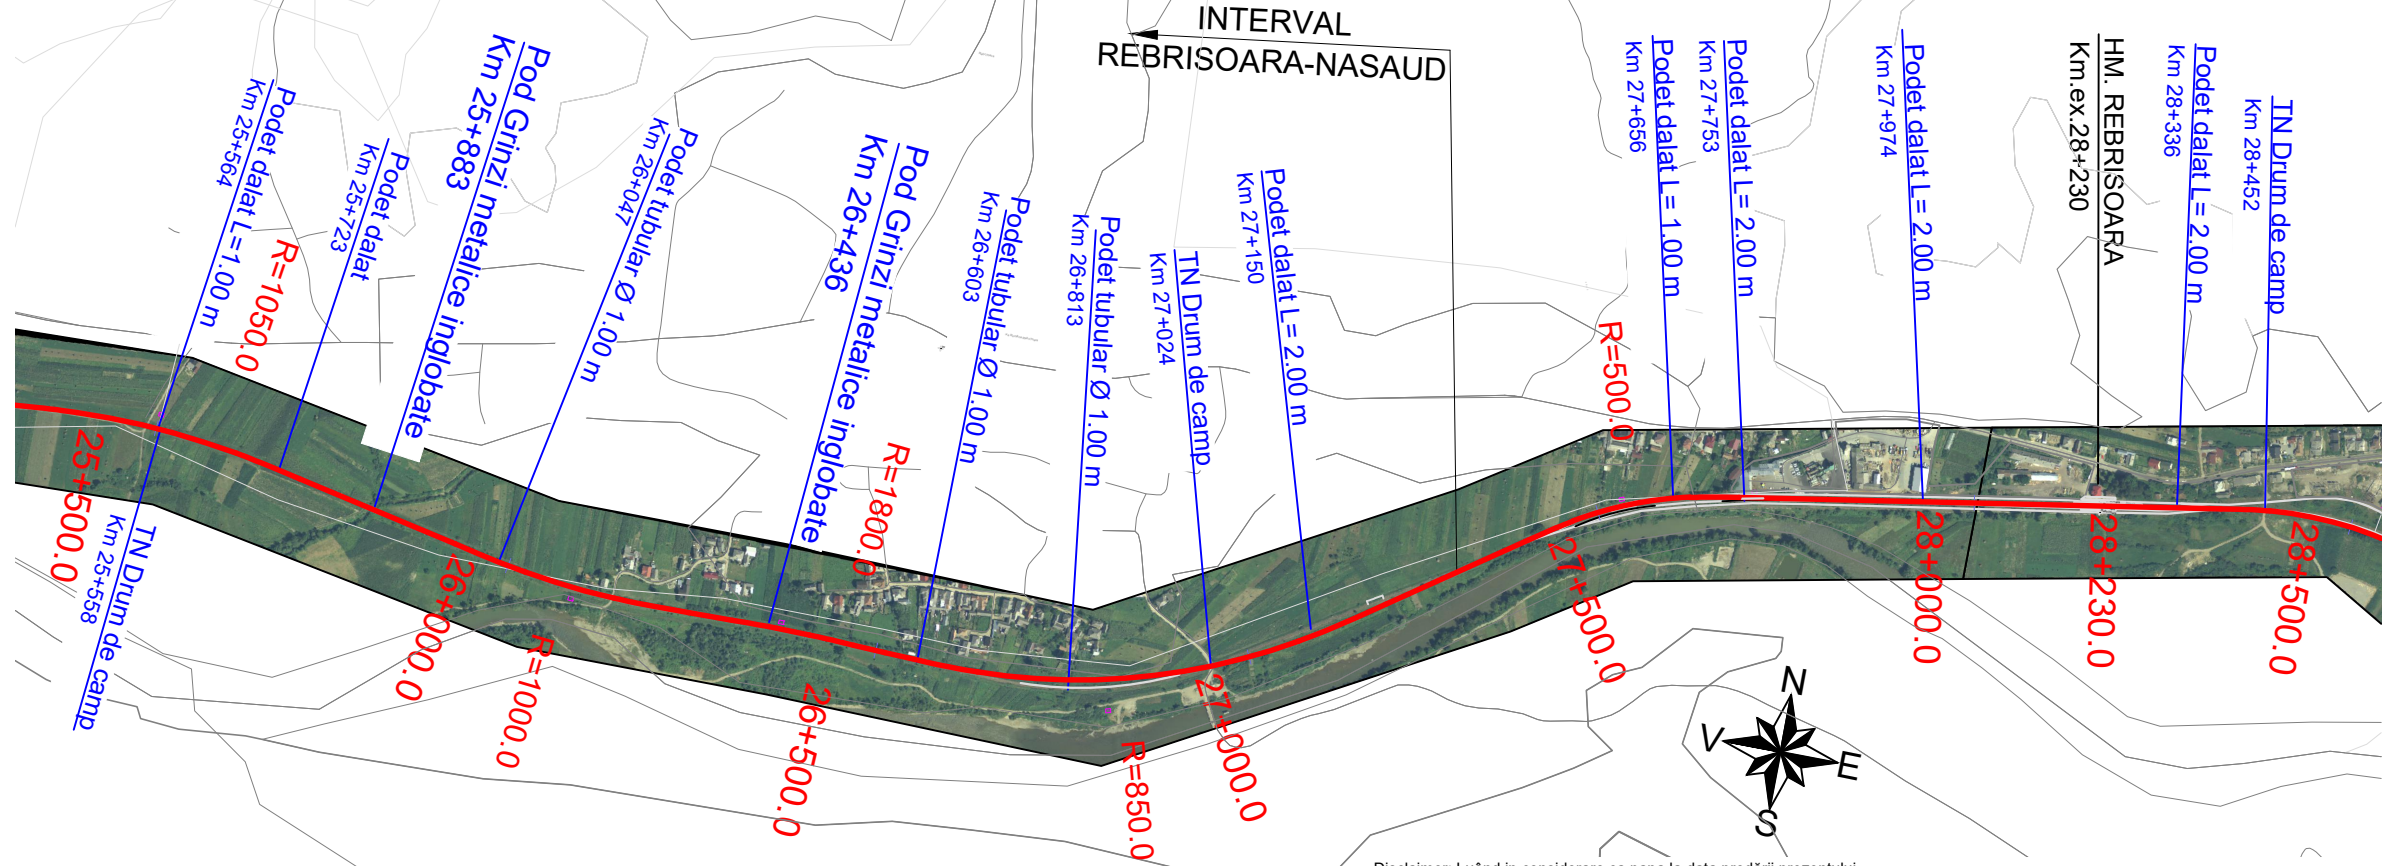 INTERVAL
REBRISOARA-NASAUD
Podet dalat L=1.00 m
Km 25+564
R=1050.0
Podet dalat
Km 25+723
Pod Grinzi metalice inglobate
Km 25+883
Podet tubular Ø 1.00 m
Km 26+047
Pod Grinzi metalice inglobate
Km 26+436
R=1800.0
Podet tubular Ø 1.00 m
Km 26+603
Podet tubular Ø 1.00 m
Km 26+813
TN Drum de camp
Km 27+024
Podet dalat L= 2.00 m
Km 27+150
R=500.0
Podet dalat L= 1.00 m
Km 27+656
Podet dalat L= 2.00 m
Km 27+753
Podet dalat L= 2.00 m
Km 27+974
HM. REBRISOARA
Km.ex.28+230
Podet dalat L= 2.00 m
Km 28+336
TN Drum de camp
Km 28+452
25+500.0
TN Drum de camp
Km 25+558
26+000.0
R=1000.0
26+500.0
R=850.0
27+000.0
27+500.0
28+000.0
28+230.0
28+500.0
N
V
E
S